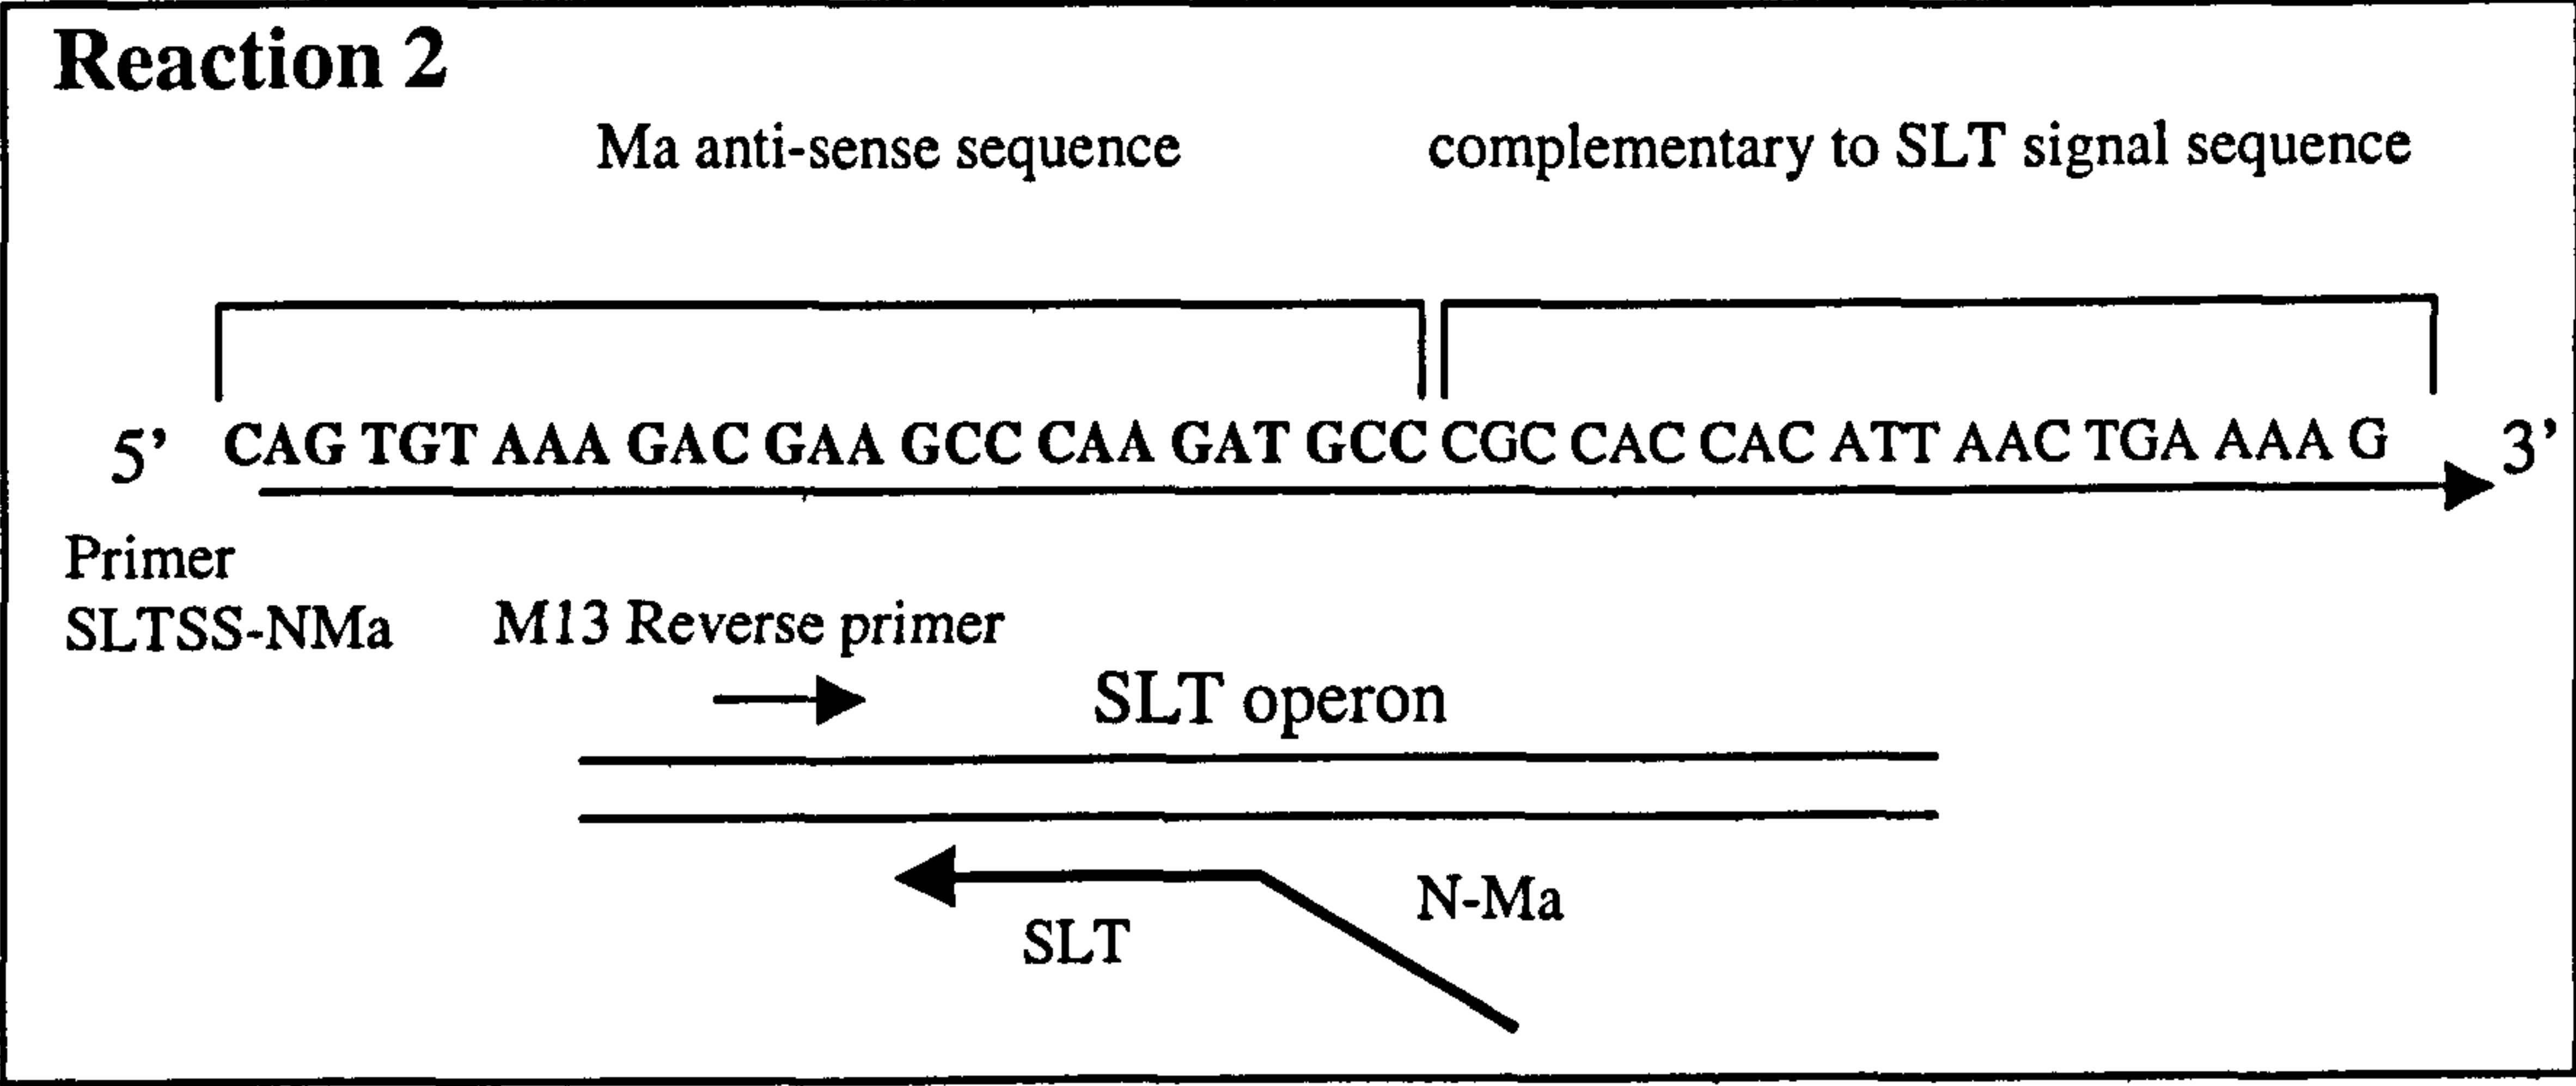 Reaction 2
Ma anti-sense sequence complementary to SLT signal sequence
5’ CAG TGT AAA GAC GAA GCC CAA GAT GCC CGC CAC CAC ATT AAC TGA AAA G 3’
Primer
SLTSS-NMa
M13 Reverse primer
SLT operon
N-Ma
SLT